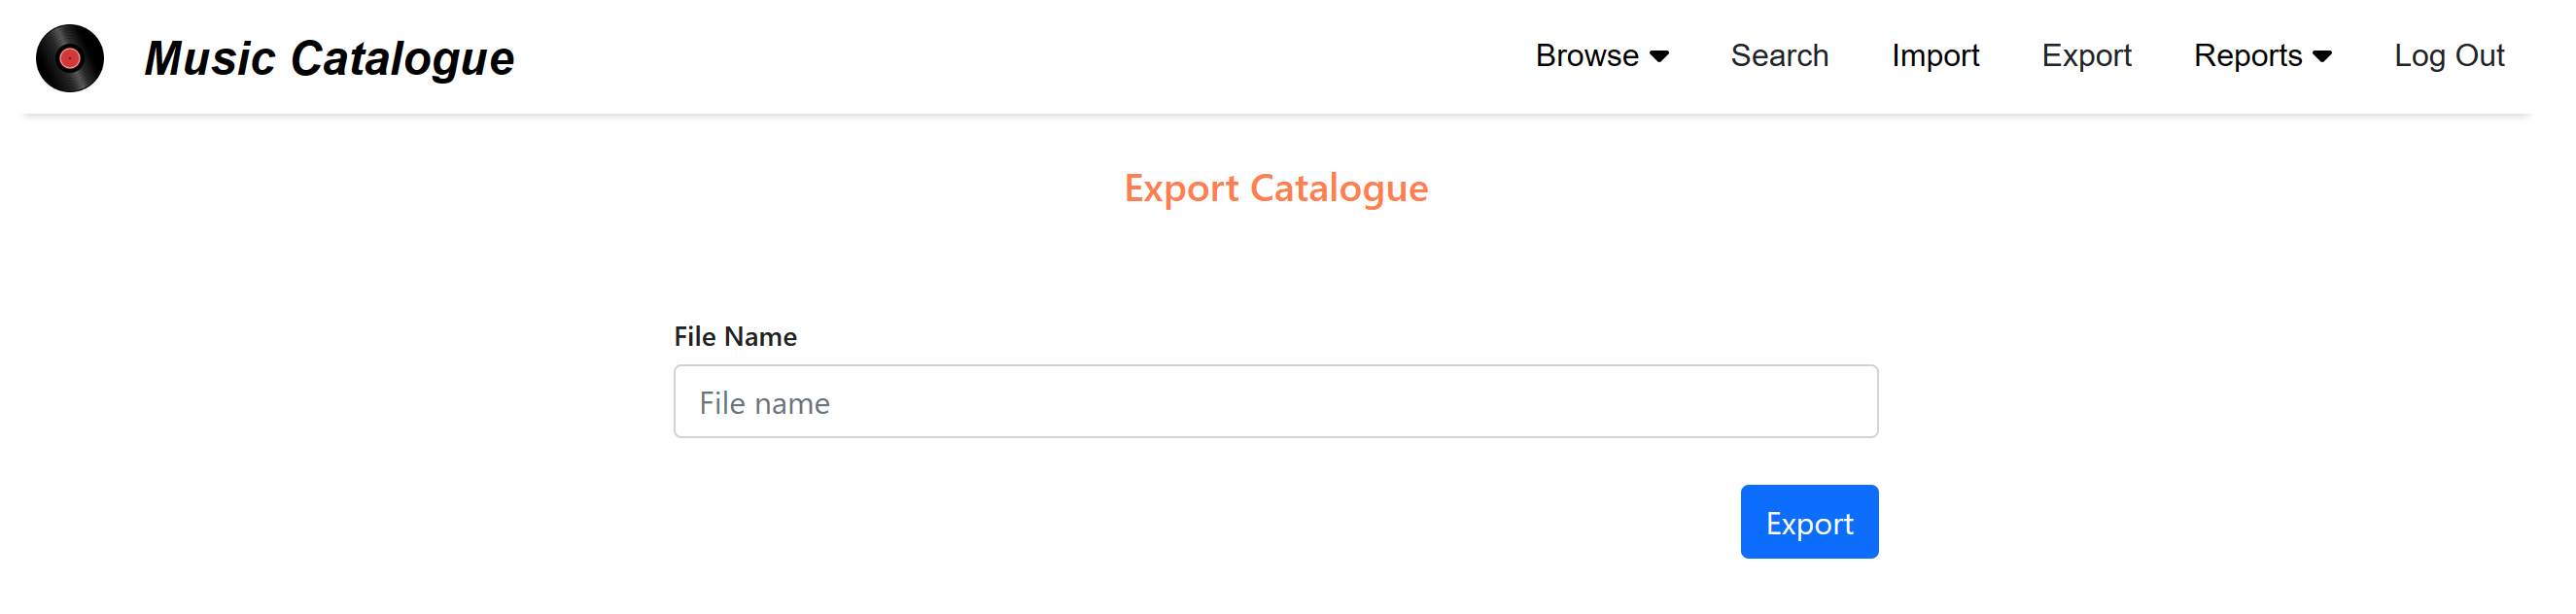 Music Catalogue Browse Search Import Export Reports Log Out
Export Catalogue
File Name
File name
Export